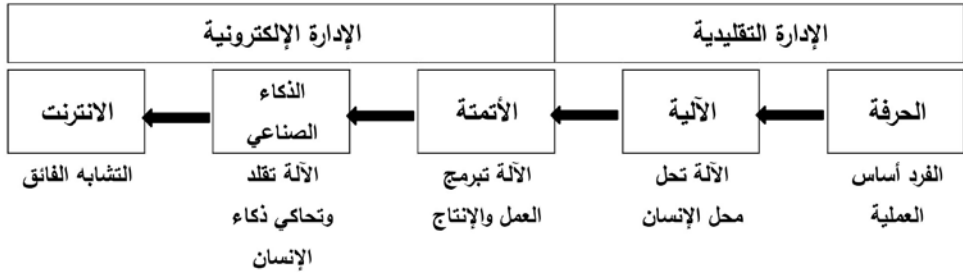 الإدارة التقليدية
الإدارة الإلكترونية
الحرفة
الآلية
الأتمتة
الذكاء
الصناعي
الانترنت
الفرد أساس
العملية
الآلة تحل
محل الإنسان
الآلة تبرمج
العمل والإنتاج
الآلة تقلد
وتحاكي ذكاء
الإنسان
التشابه الفائق